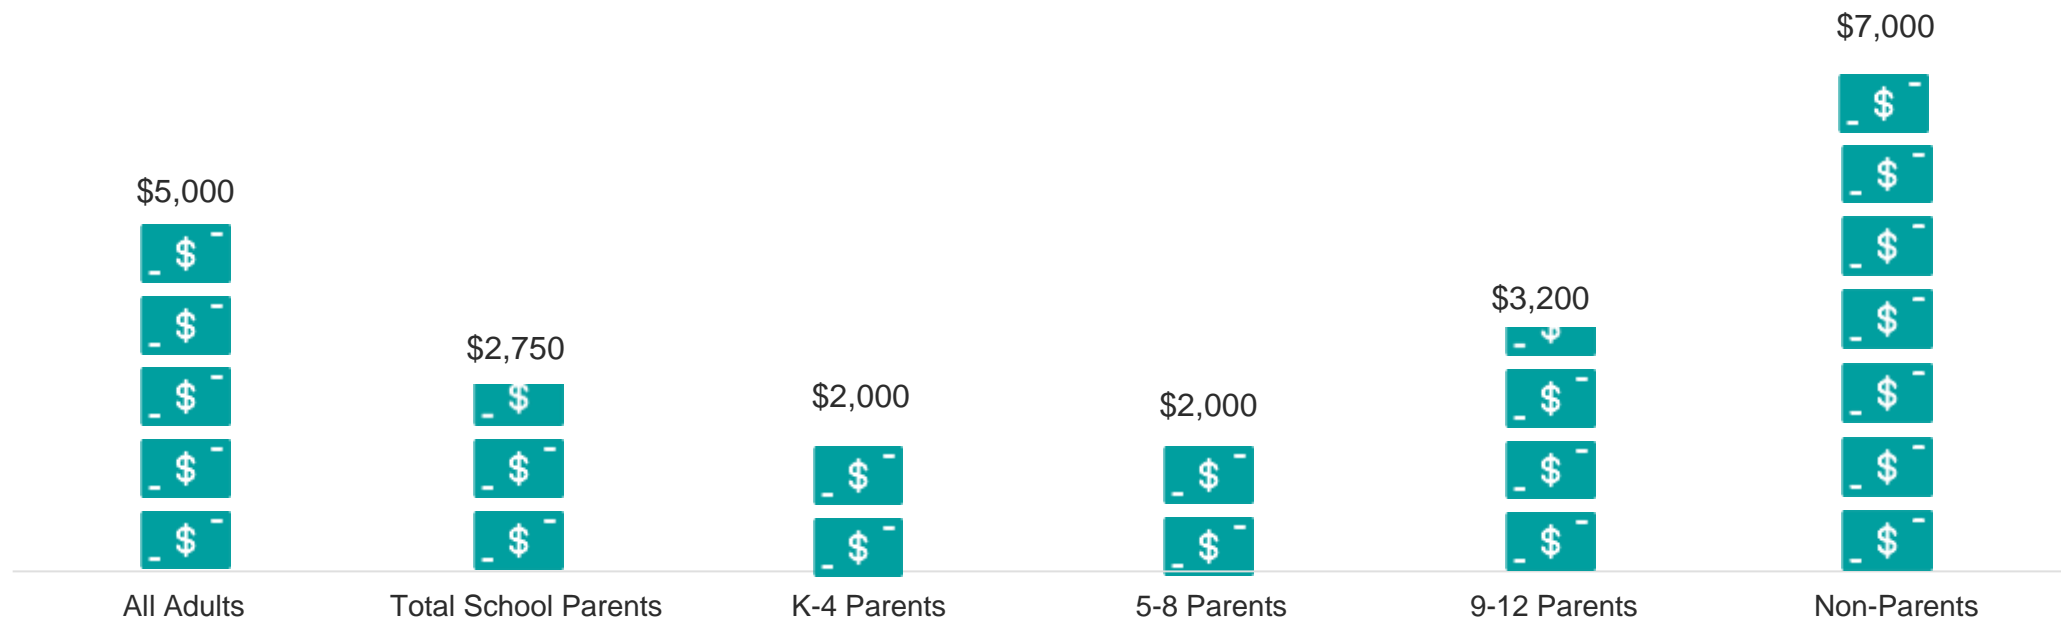 $7,000
$5,000
$3,200
$2,750
$2,000
$2,000
All Adults
Total School Parents
K-4 Parents
5-8 Parents
9-12 Parents
Non-Parents